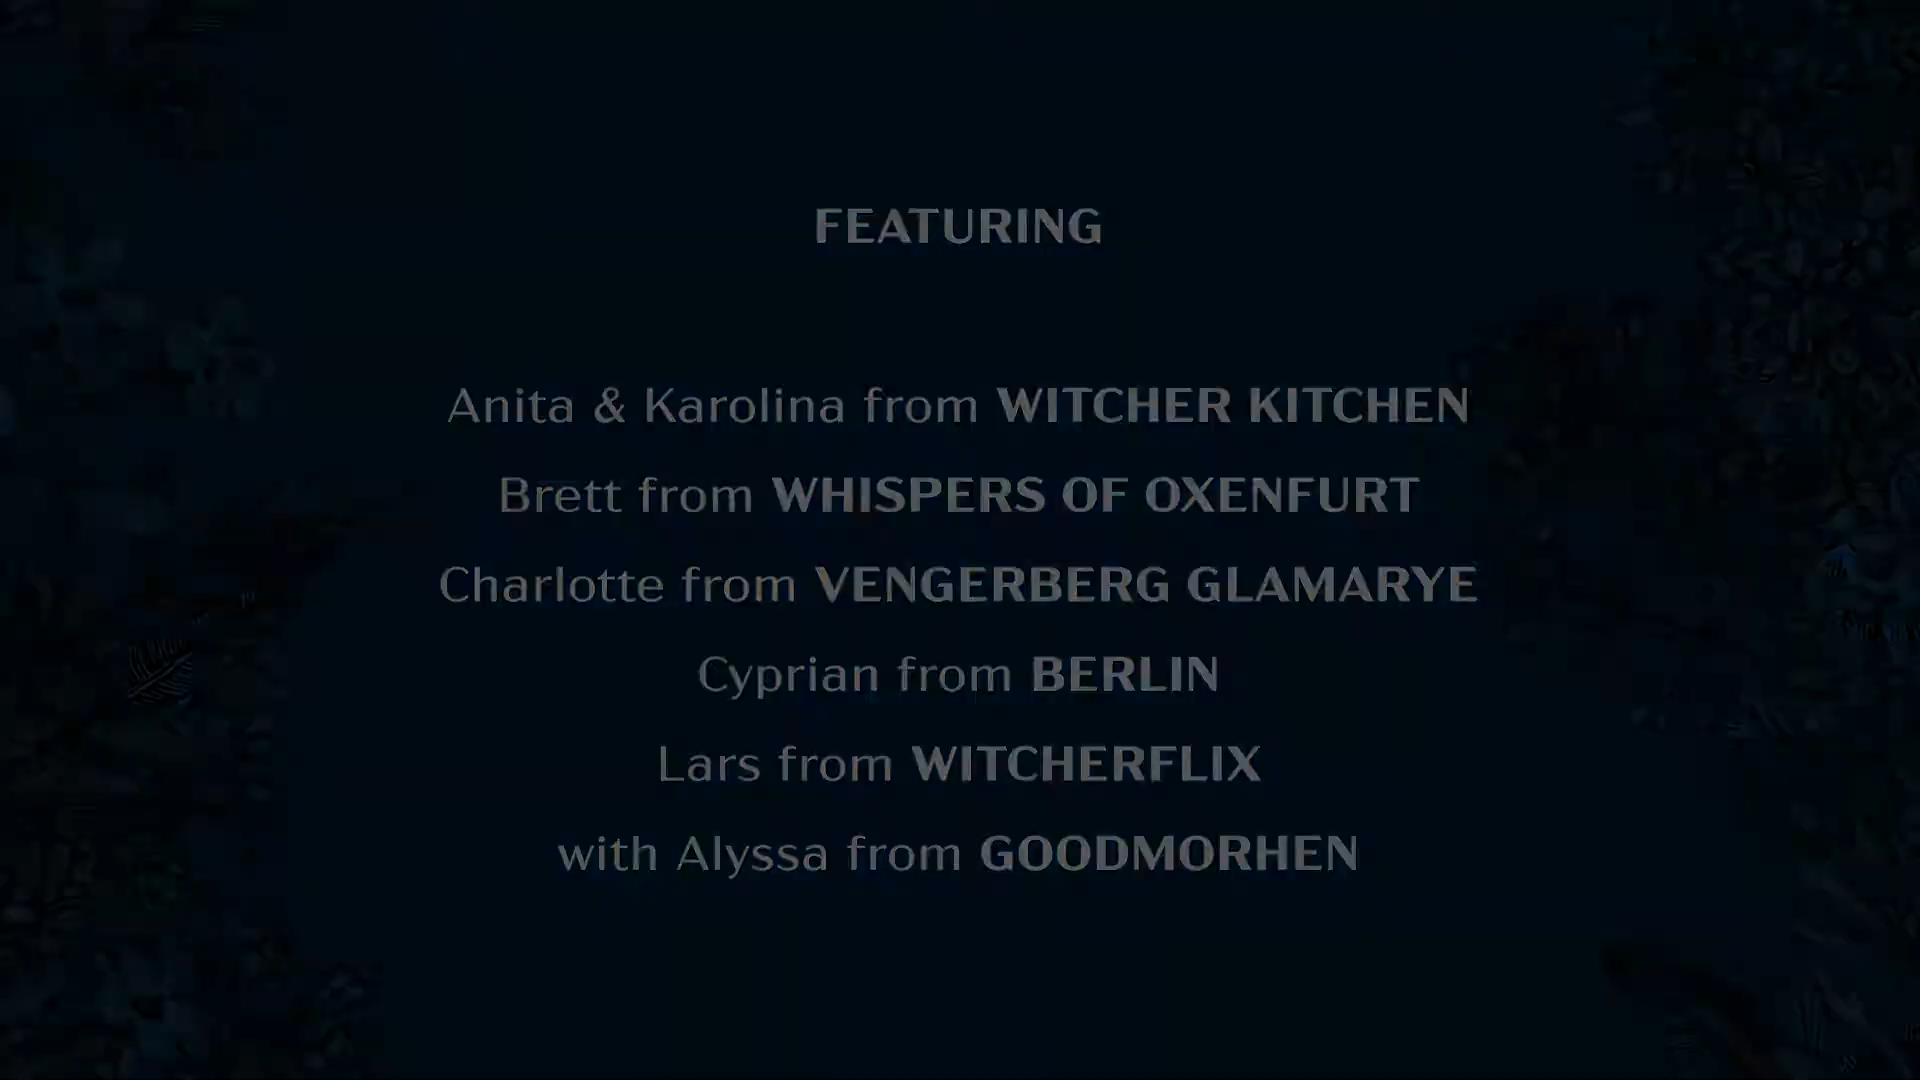 FEATURING
Anita & Karolina from WITCHER KITCHEN
Brett from WHISPERS OF OXENFURT
Charlotte from VENGERBERG GLAMARYE
Cyprian from BERLIN
Lars from WITCHERFLIX
with Alyssa from GOODMORHEN